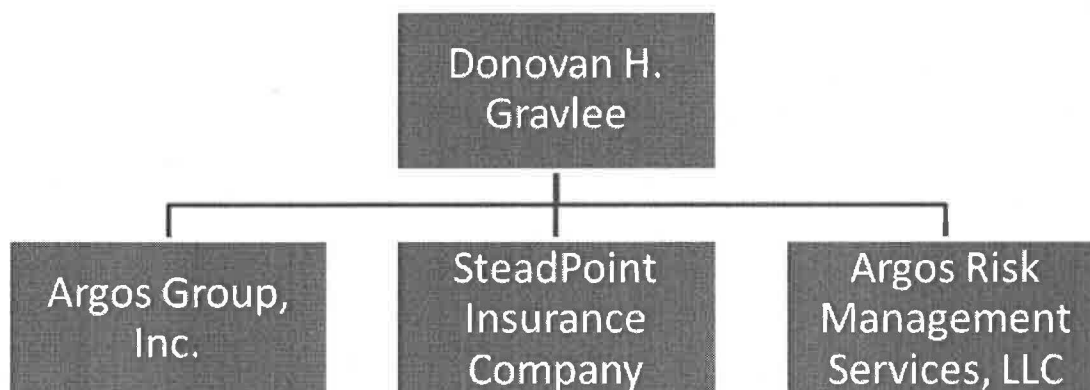 Donovan H.
Gravlee
Argos Group,
Inc.
SteadPoint
Insurance
Company
Argos Risk
Management
Services, LLC